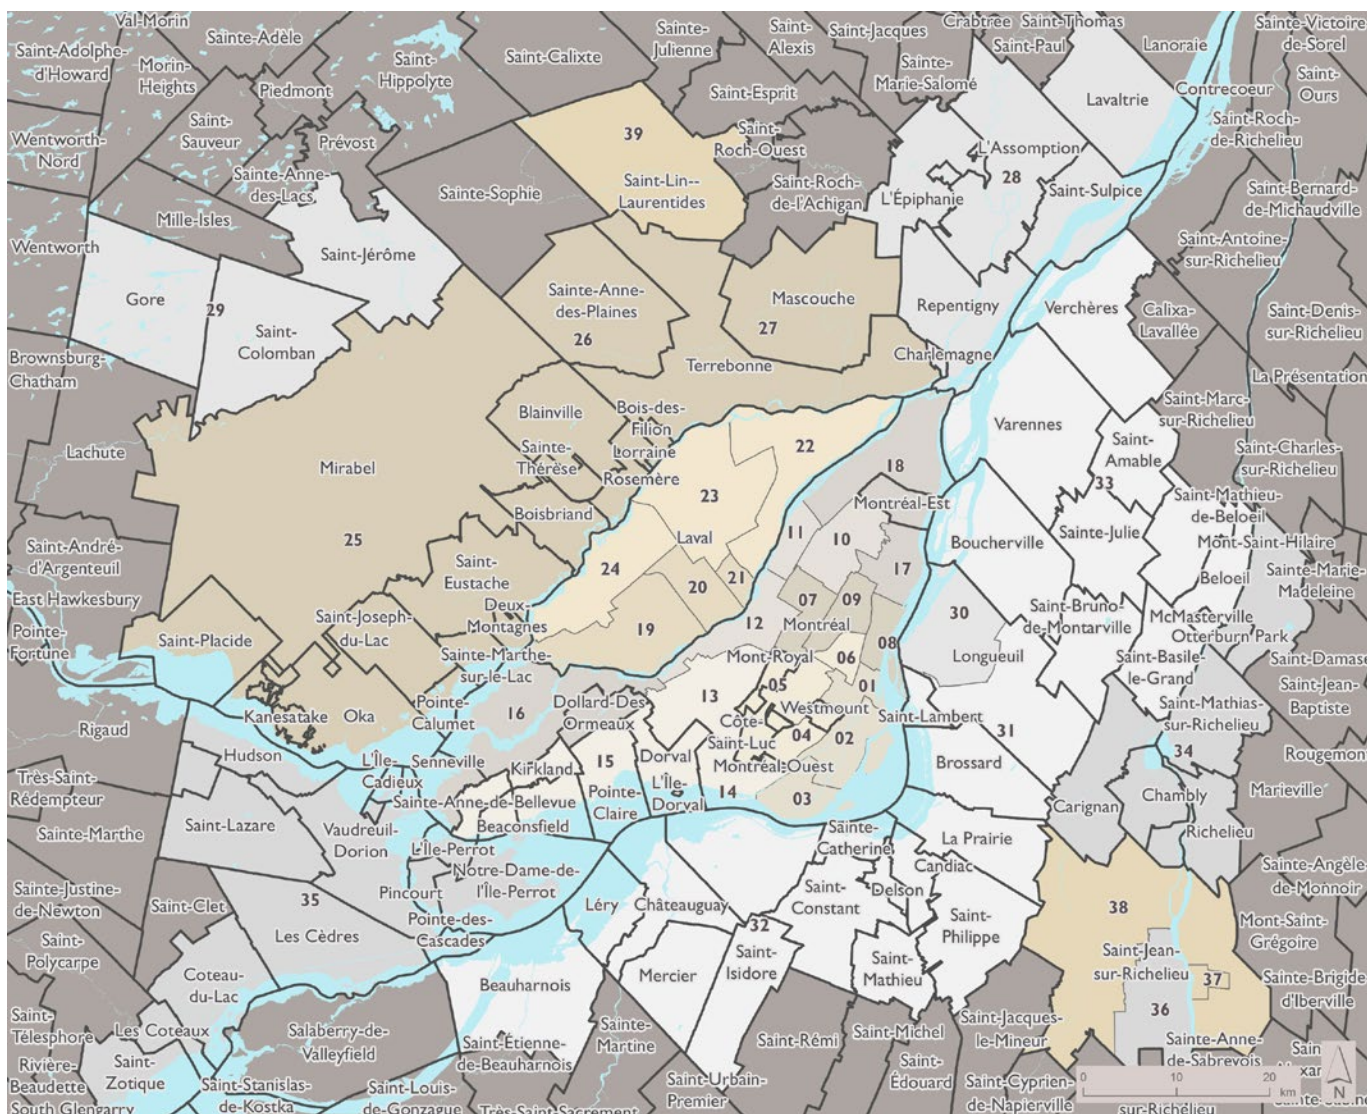 Val-Morin
Saint-Adolphe-
d'Howard
Sainte-Adèle
Morin-
Heights
Piedmont
Saint-
Hippolyte
Saint-Calixte
Sainte-
Julienne
Saint-
Alexis
Saint-Jacques
Crabtree
Saint-Paul
Saint-Thomas
Sainte-
Marie-Salomé
Lanoraie
Sainte-Victoire
de-Sorel
Saint-
Ours
Contrecoeur
Lavaltrie
Saint-Roch-
de-Richelieu
Saint-Esprit
Saint-
Roch-Ouest
Saint-Roch-
de-l'Achigan
Wentworth-
Nord
Saint-
Sauveur
Prévost
Sainte-Anne-
des-Lacs
Mille-Isles
Wentworth
Sainte-Sophie
39
Saint-Lin--
Laurentides
L'Assomption
28
L'Épiphanie
Saint-Sulpice
Saint-Bernard-
de-Michaudville
Saint-Antoine-
sur-Richelieu
Saint-Jérôme
Gore
29
Saint-
Colomban
Sainte-Anne-
des-Plaines
26
Mascouche
27
Repentigny
Verchères
Calixa-
Lavallée
Saint-Denis-
sur-Richelieu
Brownsburg-
Chatham
Terrebonne
Charlemagne
La Présentation
Saint-Marc-
sur-Richelieu
Lachute
Mirabel
25
Blainville
Bois-des-
Filion
Lorraine
Sainte-
Thérèse
Rosemère
Boisbriand
22
23
Laval
24
20
21
19
18
Montréal-Est
11
10
17
Varennes
Saint-
Amable
33
Saint-Charles-
sur-Richelieu
Saint-Mathieu-
de-Beloeil
Mont-Saint-Hilaire
Beloeil
Sainte-Julie
Boucherville
Saint-André-
d'Argenteuil
East Hawkesbury
Pointe-
Fortune
Saint-
Eustache
Deux-
Montagnes
Saint-Joseph-
du-Lac
Saint-Placide
Sainte-Marthe-
sur-le-Lac
07
09
Montréal
12
08
30
Longueuil
Saint-Bruno-
de-Montarville
Sainte-Marie-
Madeleine
McMasterville
Otterburn Park
Saint-Basile-
le-Grand
Saint-Damase
Mont-Royal
06
05
13
01
Westmount
Saint-Lambert
31
Saint-Mathias-
sur-Richelieu
Saint-Jean-
Baptiste
Rigaud
Kanesatake
Oka
Pointe-
Calumet
16
Dollard-Des-
Ormeaux
Côte-
Saint-Luc
04
02
Montréal-Ouest
Brossard
34
Rougemont
Hudson
L'Île-
Cadieux
Senneville
Kirkland
15
Dorval
L'Île-
Dorval
14
03
Carignan
Chambly
Richelieu
Marieville
Très-Saint-
Rédempteur
Sainte-Marthe
Saint-Lazare
Vaudreuil-
Dorion
Sainte-Anne-de-Bellevue
Beaconsfield
Pointe-
Claire
L'Île-Perrot
Notre-Dame-de-
l'Île-Perrot
Pincourt
Pointe-des-
Cascades
Sainte-
Catherine
La Prairie
Candiac
Delson
Saint-
Constant
Saint-
Philippe
Sainte-Angèle-
de-Monnoir
Sainte-Justine-
de-Newton
Saint-Clet
35
Les Cèdres
Saint-
Polycarpe
Léry
Châteauguay
32
Saint-
Isidore
Mercier
Saint-
Mathieu
38
Saint-Jean-
sur-Richelieu
37
36
Mont-Saint-
Grégoire
Sainte-Brigide-
d'Iberville
Coteau-
du-Lac
Les Coteaux
Beauharnois
Saint-
Télesphore
Rivière-
Beaudette
Saint-
Zotique
South Glengarry
Salaberry-de-
Valleyfield
Saint-Stanislas-
de-Kostka
Saint-Louis-
de-Gonzague
Saint-Étienne-
de-Beauharnois
Sainte-
Martine
Très-Saint-Sacrement
Saint-Urbain-
Premier
Saint-Rémi
Saint-Michel
Saint-
Édouard
Saint-Jacques-
le-Mineur
Saint-Cyprien-
de-Napierville
Sainte-Anne-
de-Sabrevois
sur-Richelieu
0 10 20
km
N